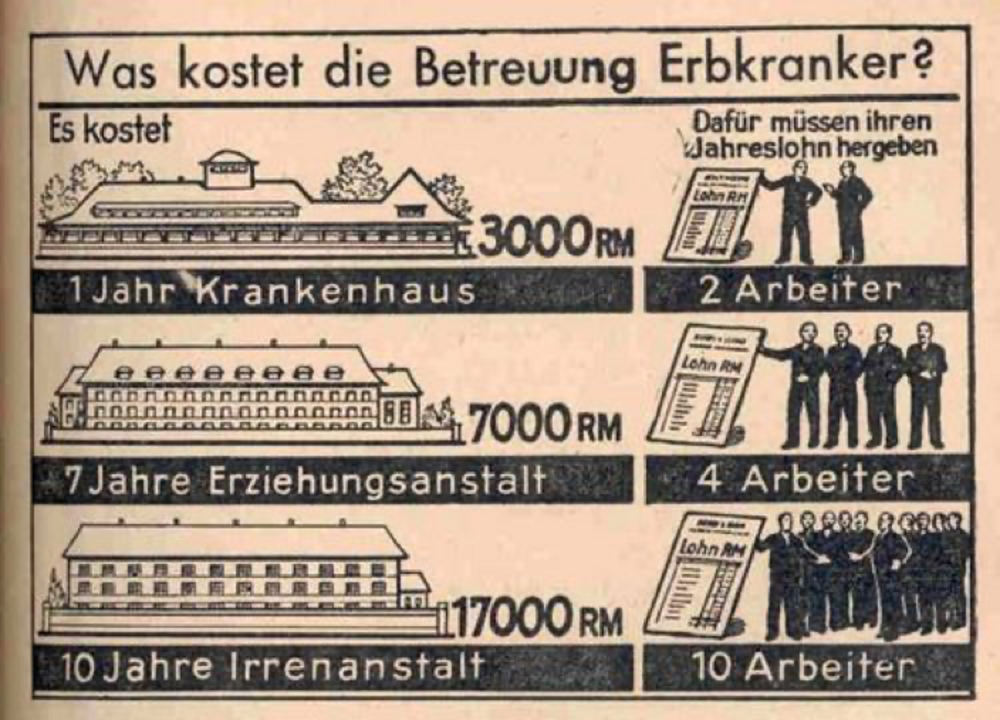 Was kostet die Betreuung Erbkranker?
Es kostet
Dafür müssen ihren
Jahreslohn hergeben
Lohn RM
3000 RM
1 Jahr Krankenhaus
2 Arbeiter
Lohn RM
7000 RM
7 Jahre Erziehungsanstalt
4 Arbeiter
Lohn RM
17000 RM
10 Jahre Irrenanstalt
10 Arbeiter